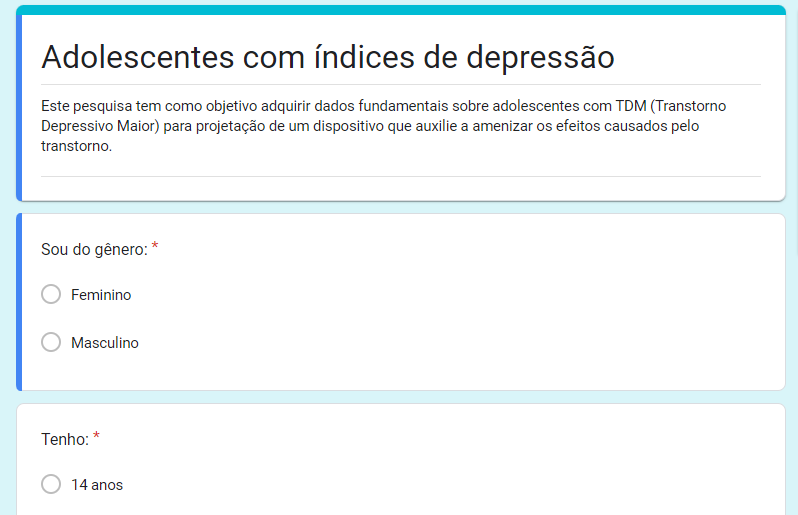 Adolescentes com índices de depressão
Este pesquisa tem como objetivo adquirir dados fundamentais sobre adolescentes com TDM (Transtorno
Depressivo Maior) para projetação de um dispositivo que auxilie a amenizar os efeitos causados pelo
transtorno.
Sou do gênero: *
Feminino
Masculino
Tenho: *
14 anos